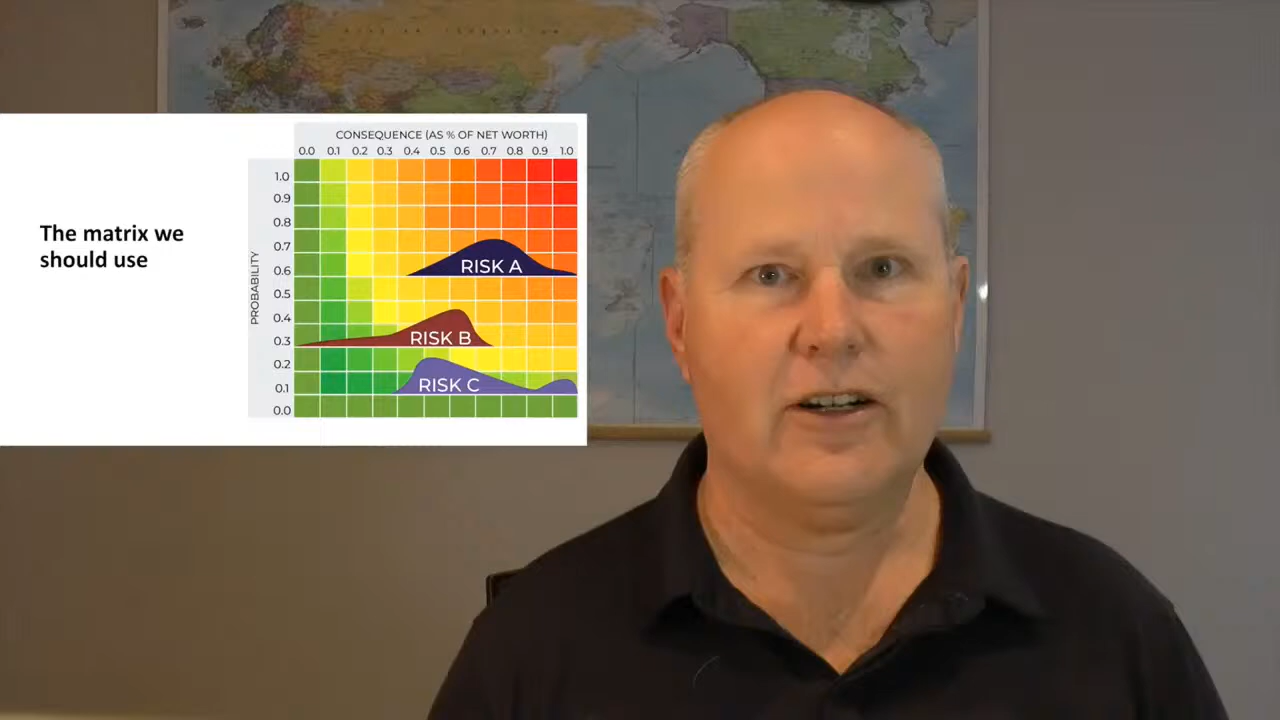 The matrix we
should use
CONSEQUENCE (AS % OF NET WORTH)
0.0 0.1 0.2 0.3 0.4 0.5 0.6 0.7 0.8 0.9 1.0
PROBABILITY
1.0
0.9
0.8
0.7
0.6
RISK A
0.5
0.4
0.3
RISK B
0.2
0.1
RISK C
0.0